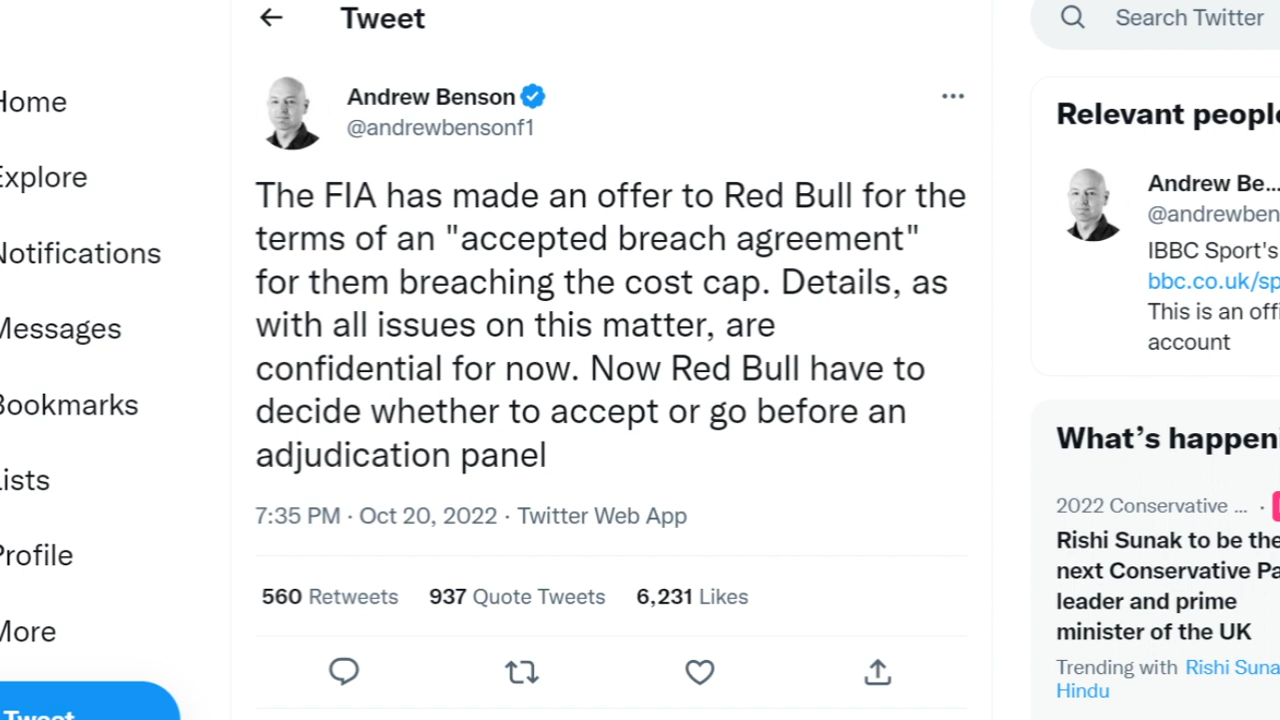 Tweet
Search Twitter
Home
Explore
Notifications
Messages
Bookmarks
Lists
Profile
More
Tweet
Andrew Benson
@andrewbensonf1
The FIA has made an offer to Red Bull for the
terms of an "accepted breach agreement"
for them breaching the cost cap. Details, as
with all issues on this matter, are
confidential for now. Now Red Bull have to
decide whether to accept or go before an
adjudication panel
7:35 PM · Oct 20, 2022 · Twitter Web App
560 Retweets 937 Quote Tweets 6,231 Likes
Relevant people
Andrew Be...
@andrewben
IBBC Sport's
bbc.co.uk/sp
This is an offi
account
What's happeni
2022 Conservative ... ·
Rishi Sunak to be the
next Conservative Pa
leader and prime
minister of the UK
Trending with Rishi Suna
Hindu